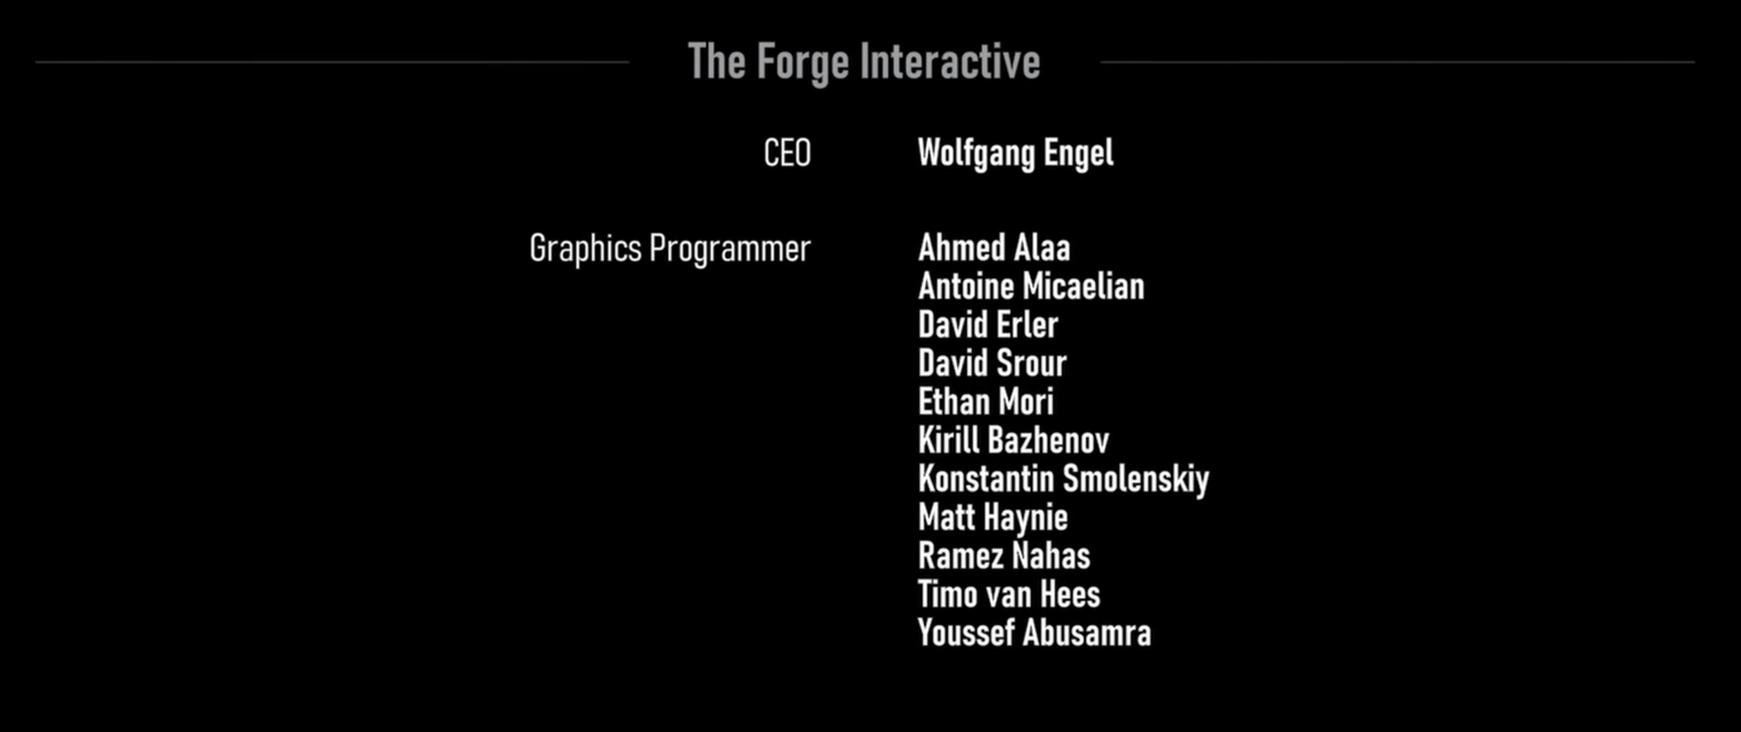 The Forge Interactive
CEO Wolfgang Engel
Graphics Programmer Ahmed Alaa
Antoine Micaelian
David Erler
David Srour
Ethan Mori
Kirill Bazhenov
Konstantin Smolenskiy
Matt Haynie
Ramez Nahas
Timo van Hees
Youssef Abusamra